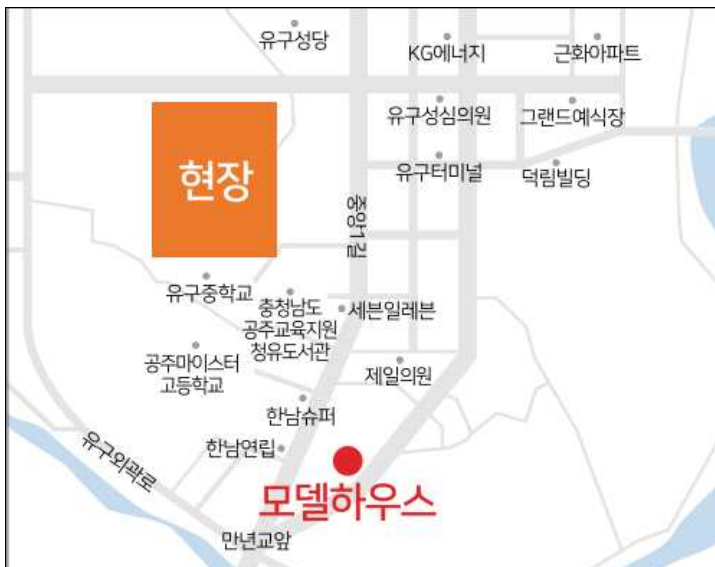 유구성당
KG에너지
근화아파트
유구성심의원
그랜드예식장
현장
유구터미널
덕림빌딩
중앙1길
유구중학교
충청남도
공주교육지원
청유도서관
세븐일레븐
공주마이스터
고등학교
제일의원
한남슈퍼
한남연립
유구외곽로
모델하우스
만년교앞